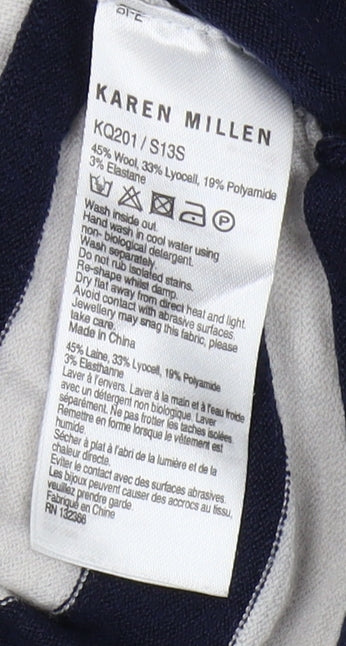 KAREN MILLEN
KQ201 / S13S
45% Wool, 33% Lyocell, 19% Polyamide
3% Elastane
P
Wash inside out.
Hand wash in cool water using
non- biological detergent.
Wash separately.
Do not rub isolated stains.
Re-shape whilst damp.
Dry flat away from direct heat and light.
Avoid contact with abrasive surfaces.
Jewellery may snag this fabric, please
take care.
Made in China
45% Laine, 33% Lyocell, 19% Polyamide
3% Elasthanne
Laver à l'envers. Laver à la main et à l'eau froide
avec un détergent non biologique. Laver
séparément. Ne pas frotter les taches isolées
Remettre en forme lorsque le vêtement est
humide
Sécher à plat à l'abri de la lumière et de la
chaleur directe.
Eviter le contact avec des surfaces abrasives.
Les bijoux peuvent causer des accrocs au tissu,
veuillez prendre garde
Fabriqué en Chine
RN 132366